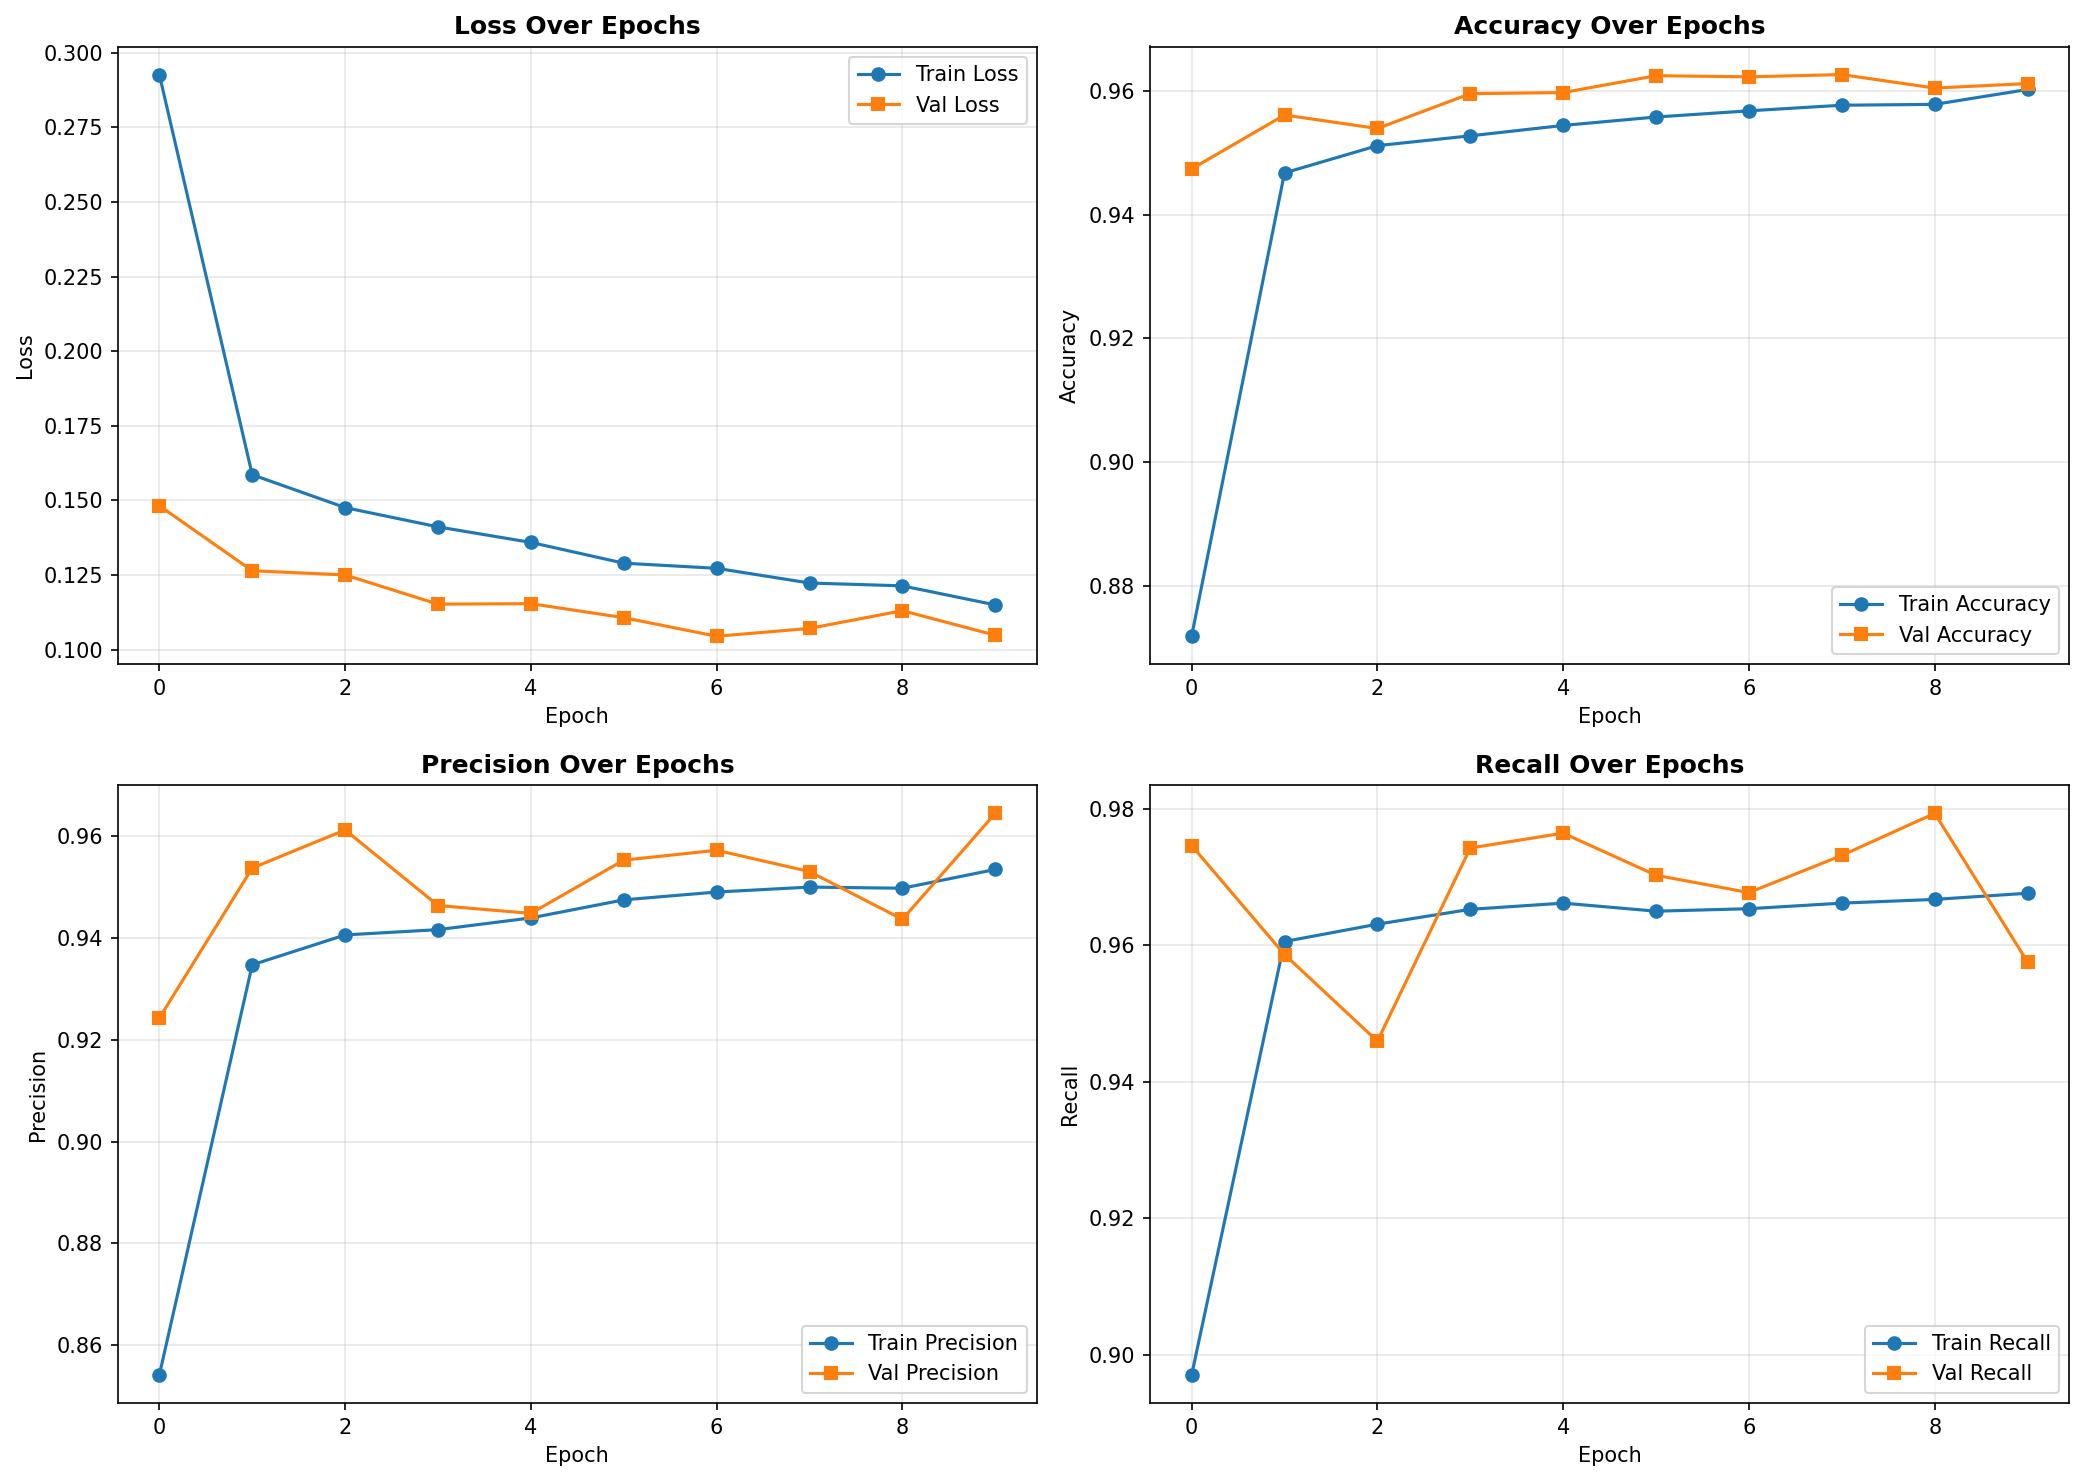 Loss Over Epochs
0.300
0.275
0.250
0.225
0.200
0.175
0.150
0.125
0.100
Loss
Train Loss
Val Loss
0 2 4 6 8
Epoch
Accuracy Over Epochs
0.96
0.94
0.92
0.90
0.88
Accuracy
Train Accuracy
Val Accuracy
0 2 4 6 8
Epoch
Precision Over Epochs
0.96
0.94
0.92
0.90
0.88
0.86
Precision
Train Precision
Val Precision
0 2 4 6 8
Epoch
Recall Over Epochs
0.98
0.96
0.94
0.92
0.90
Recall
Train Recall
Val Recall
0 2 4 6 8
Epoch